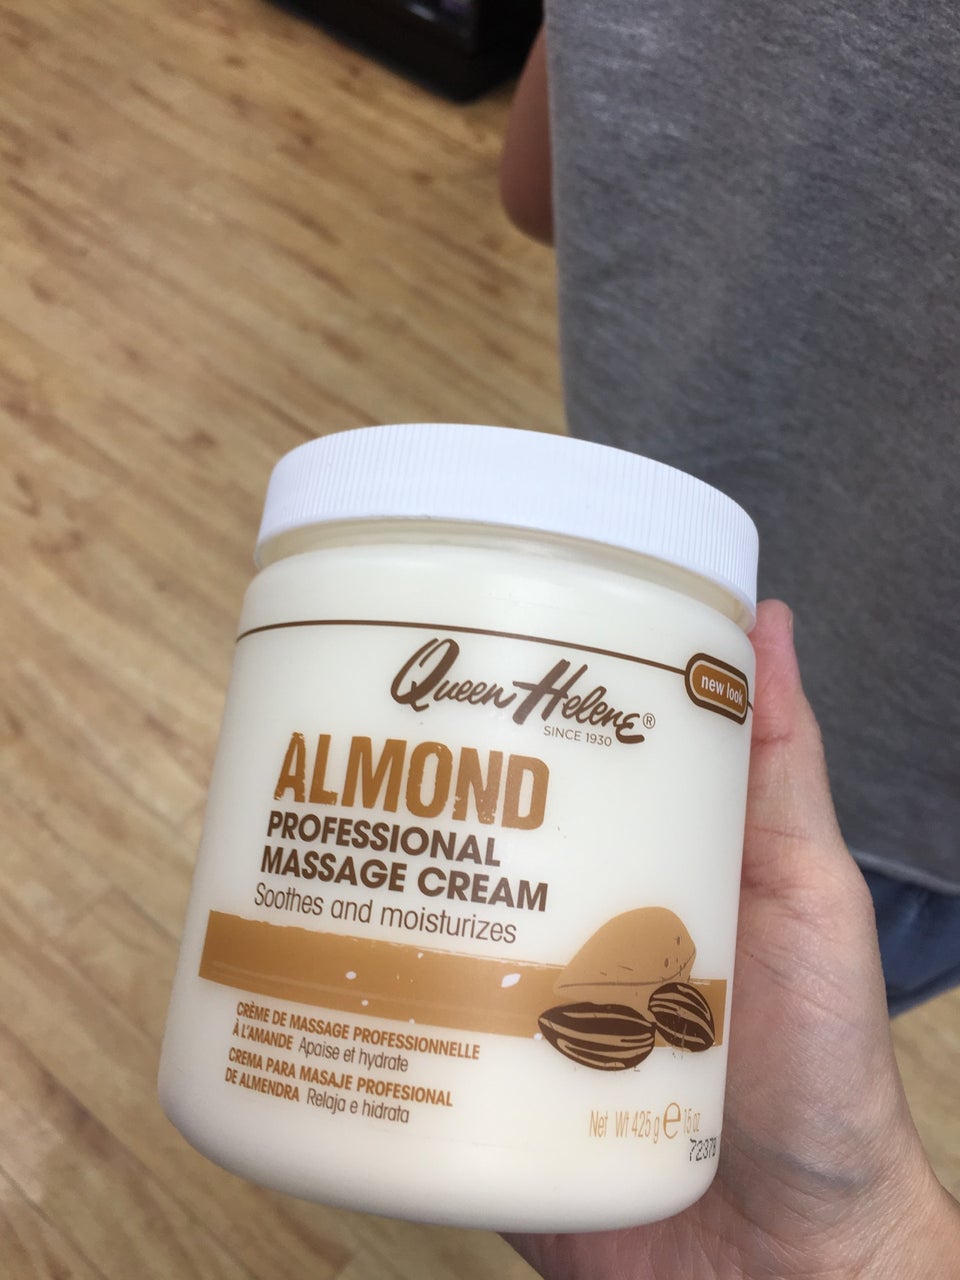 Queen Helene®
SINCE 1930
new look
ALMOND
PROFESSIONAL
MASSAGE CREAM
Soothes and moisturizes
CRÈME DE MASSAGE PROFESSIONNELLE
À L'AMANDE Apaise et hydrate
CREMA PARA MASAJE PROFESIONAL
DE ALMENDRA Relaja e hidrata
Net Wt 425 g ℮ 15 oz
72378